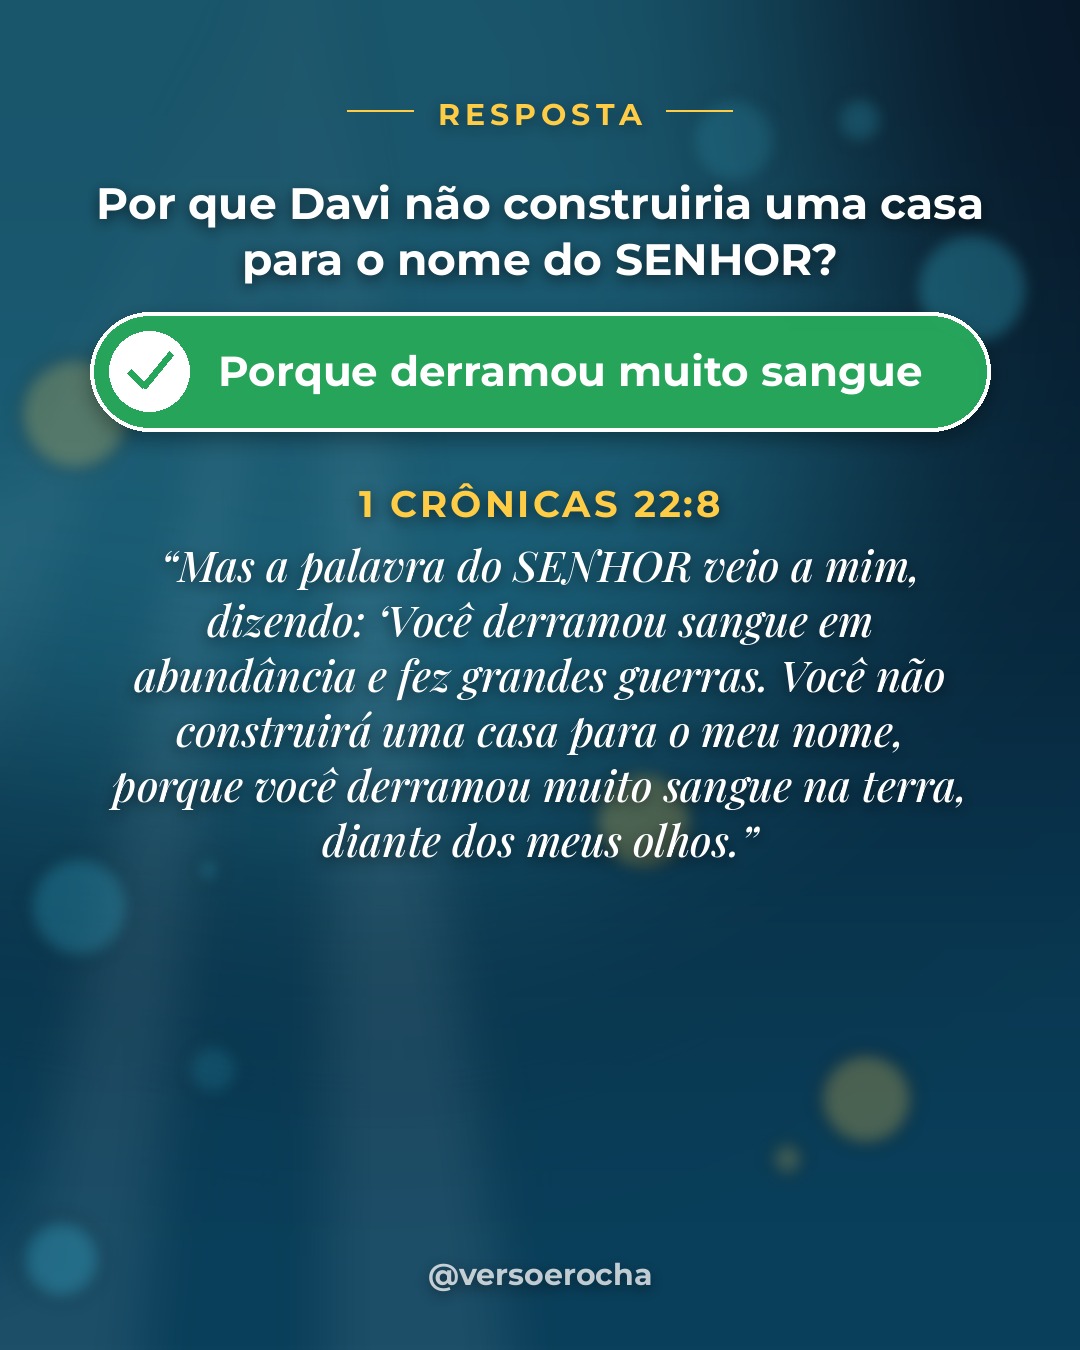 RESPOSTA
Por que Davi não construiria uma casa
para o nome do SENHOR?
Porque derramou muito sangue
1 CRÔNICAS 22:8
“Mas a palavra do SENHOR veio a mim,
dizendo: ‘Você derramou sangue em
abundância e fez grandes guerras. Você não
construirá uma casa para o meu nome,
porque você derramou muito sangue na terra,
diante dos meus olhos.”
@versoerocha